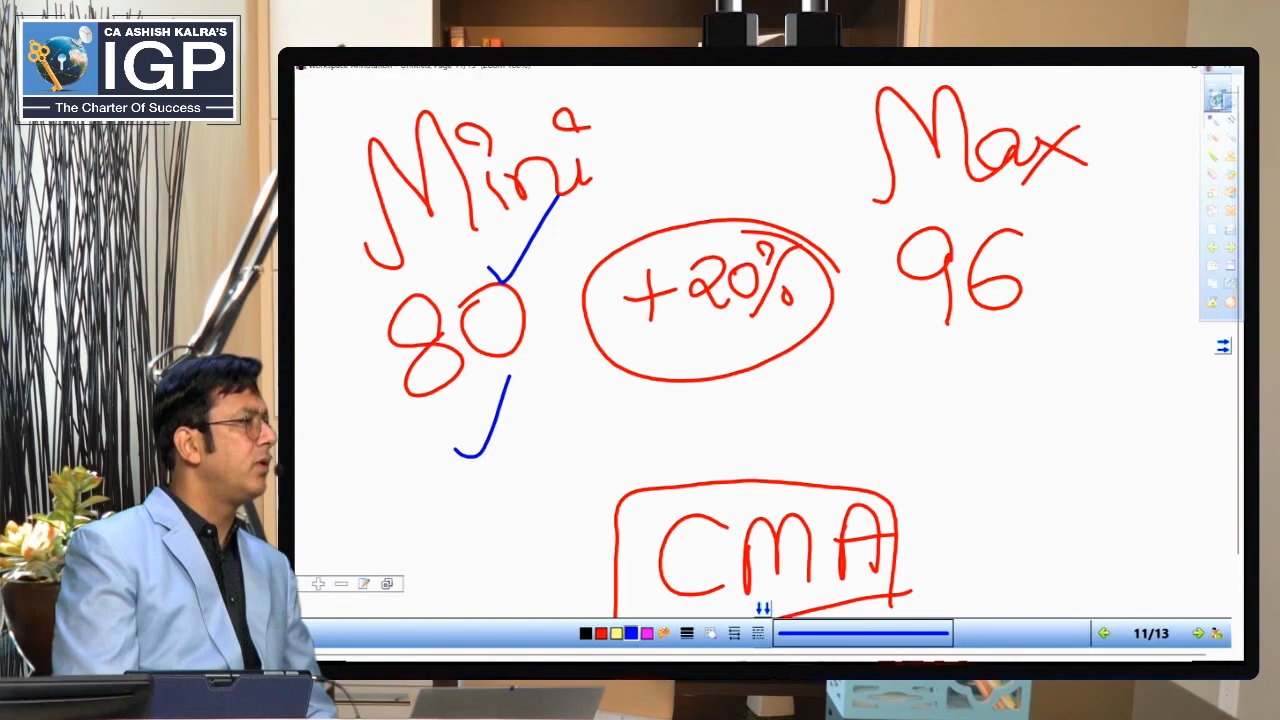 CA ASHISH KALRA'S
IGP
The Charter Of Success
Mini Max
80 +20% 96
CMA
11/13